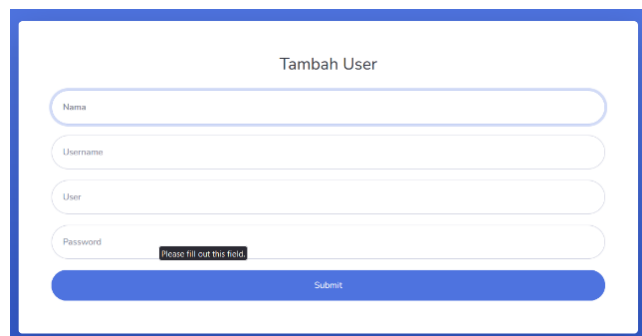 Tambah User
Nama
Username
User
Password
Please fill out this field.
Submit